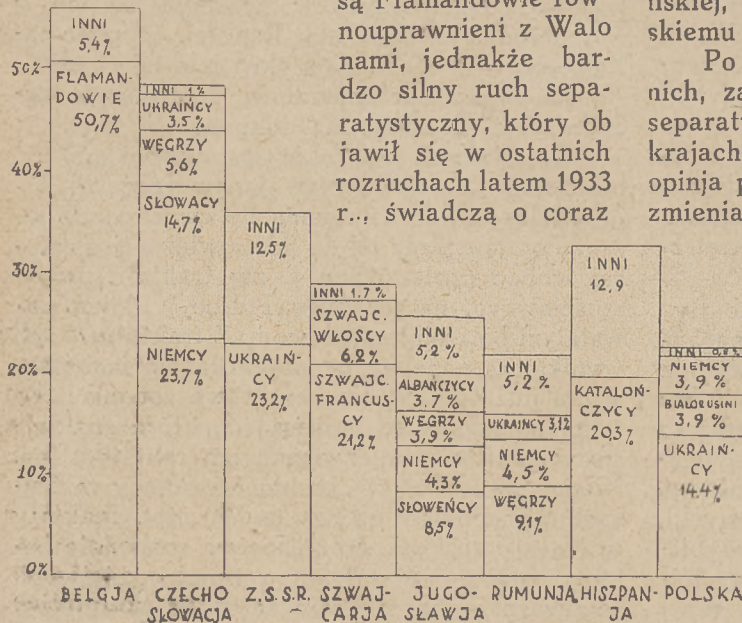 są Flamandowie rów
nouprawnieni z Walo
nami, jednakże bar-
dzo silny ruch sepa-
ratystyczny, który ob
jawił się w ostatnich
rozruchach latem 1933
r.., świadczą o coraz
ńskiej,
skiemu
Po
nich, za
separat
krajach
opinja p
zmienia
50%
40%
30%
20%
10%
0%
INNI
5,4%
FLAMAN-
DOWIE
50,7%
INNI 1%
UKRAIŃCY
3,5%
WĘGRZY
5,6%
SŁOWACY
14,7%
NIEMCY
23,7%
INNI
12,5%
UKRAIŃ-
CY
23,2%
INNI 1.7%
SZWAJC.
WŁOSCY
6,2%
SZWAJC.
FRANCUS-
CY
21,2%
INNI
5,2%
ALBAŃCZYCY
3.7%
WĘGRZY
3,9%
NIEMCY
4,3%
SŁOWEŃCY
8,5%
INNI
5,2%
UKRAINCY 3,1%
NIEMCY
4,5%
WĘGRZY
9,1%
INNI
12,9
KATALOŃ-
CZYCY
20,3%
INNI
NIEMCY
3,9%
BIAŁORUSINI
3,9%
UKRAIŃ-
CY
14.4%
BELGJA
CZECHO
SŁOWACJA
Z.S.S.R.
SZWAJ-
CARJA
JUGO-
SŁAWJA
RUMUNJA
HISZPAN-
JA
POLSKA